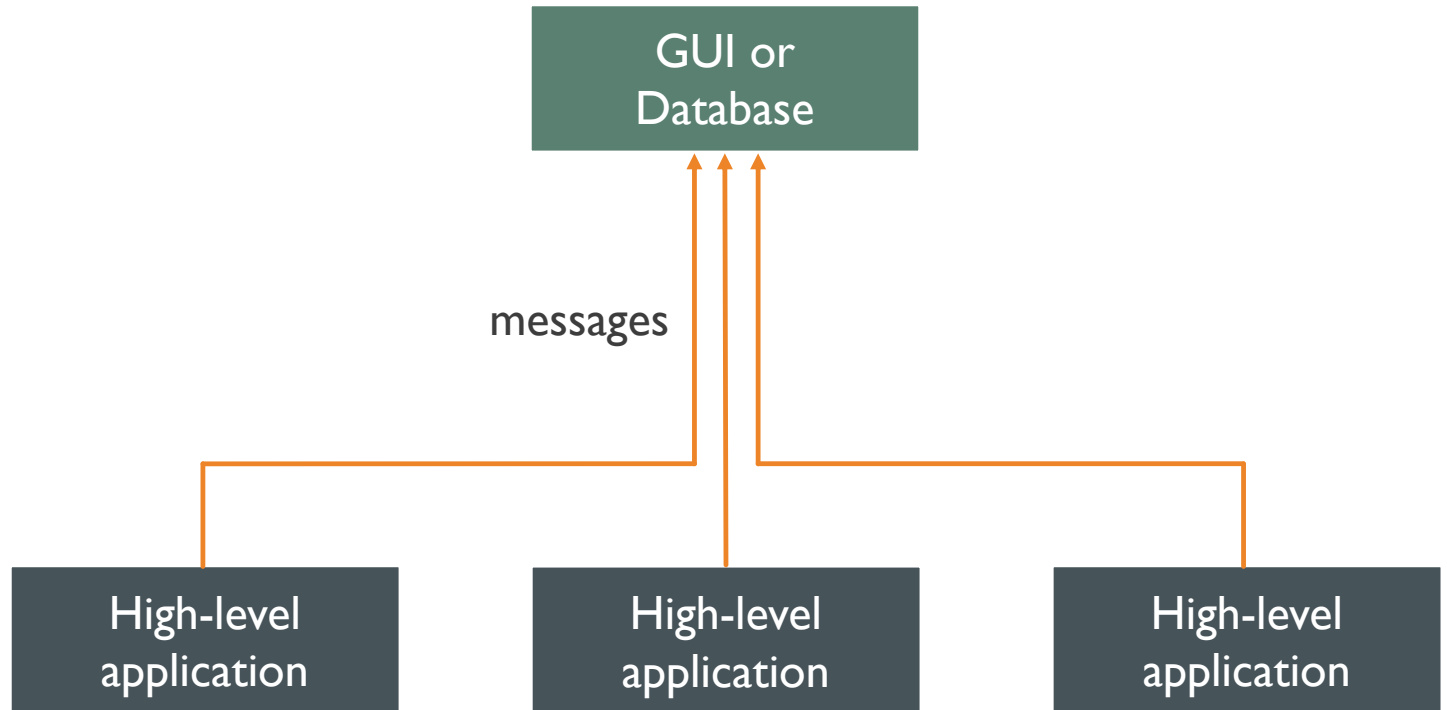 GUI or
Database
messages
High-level
application
High-level
application
High-level
application